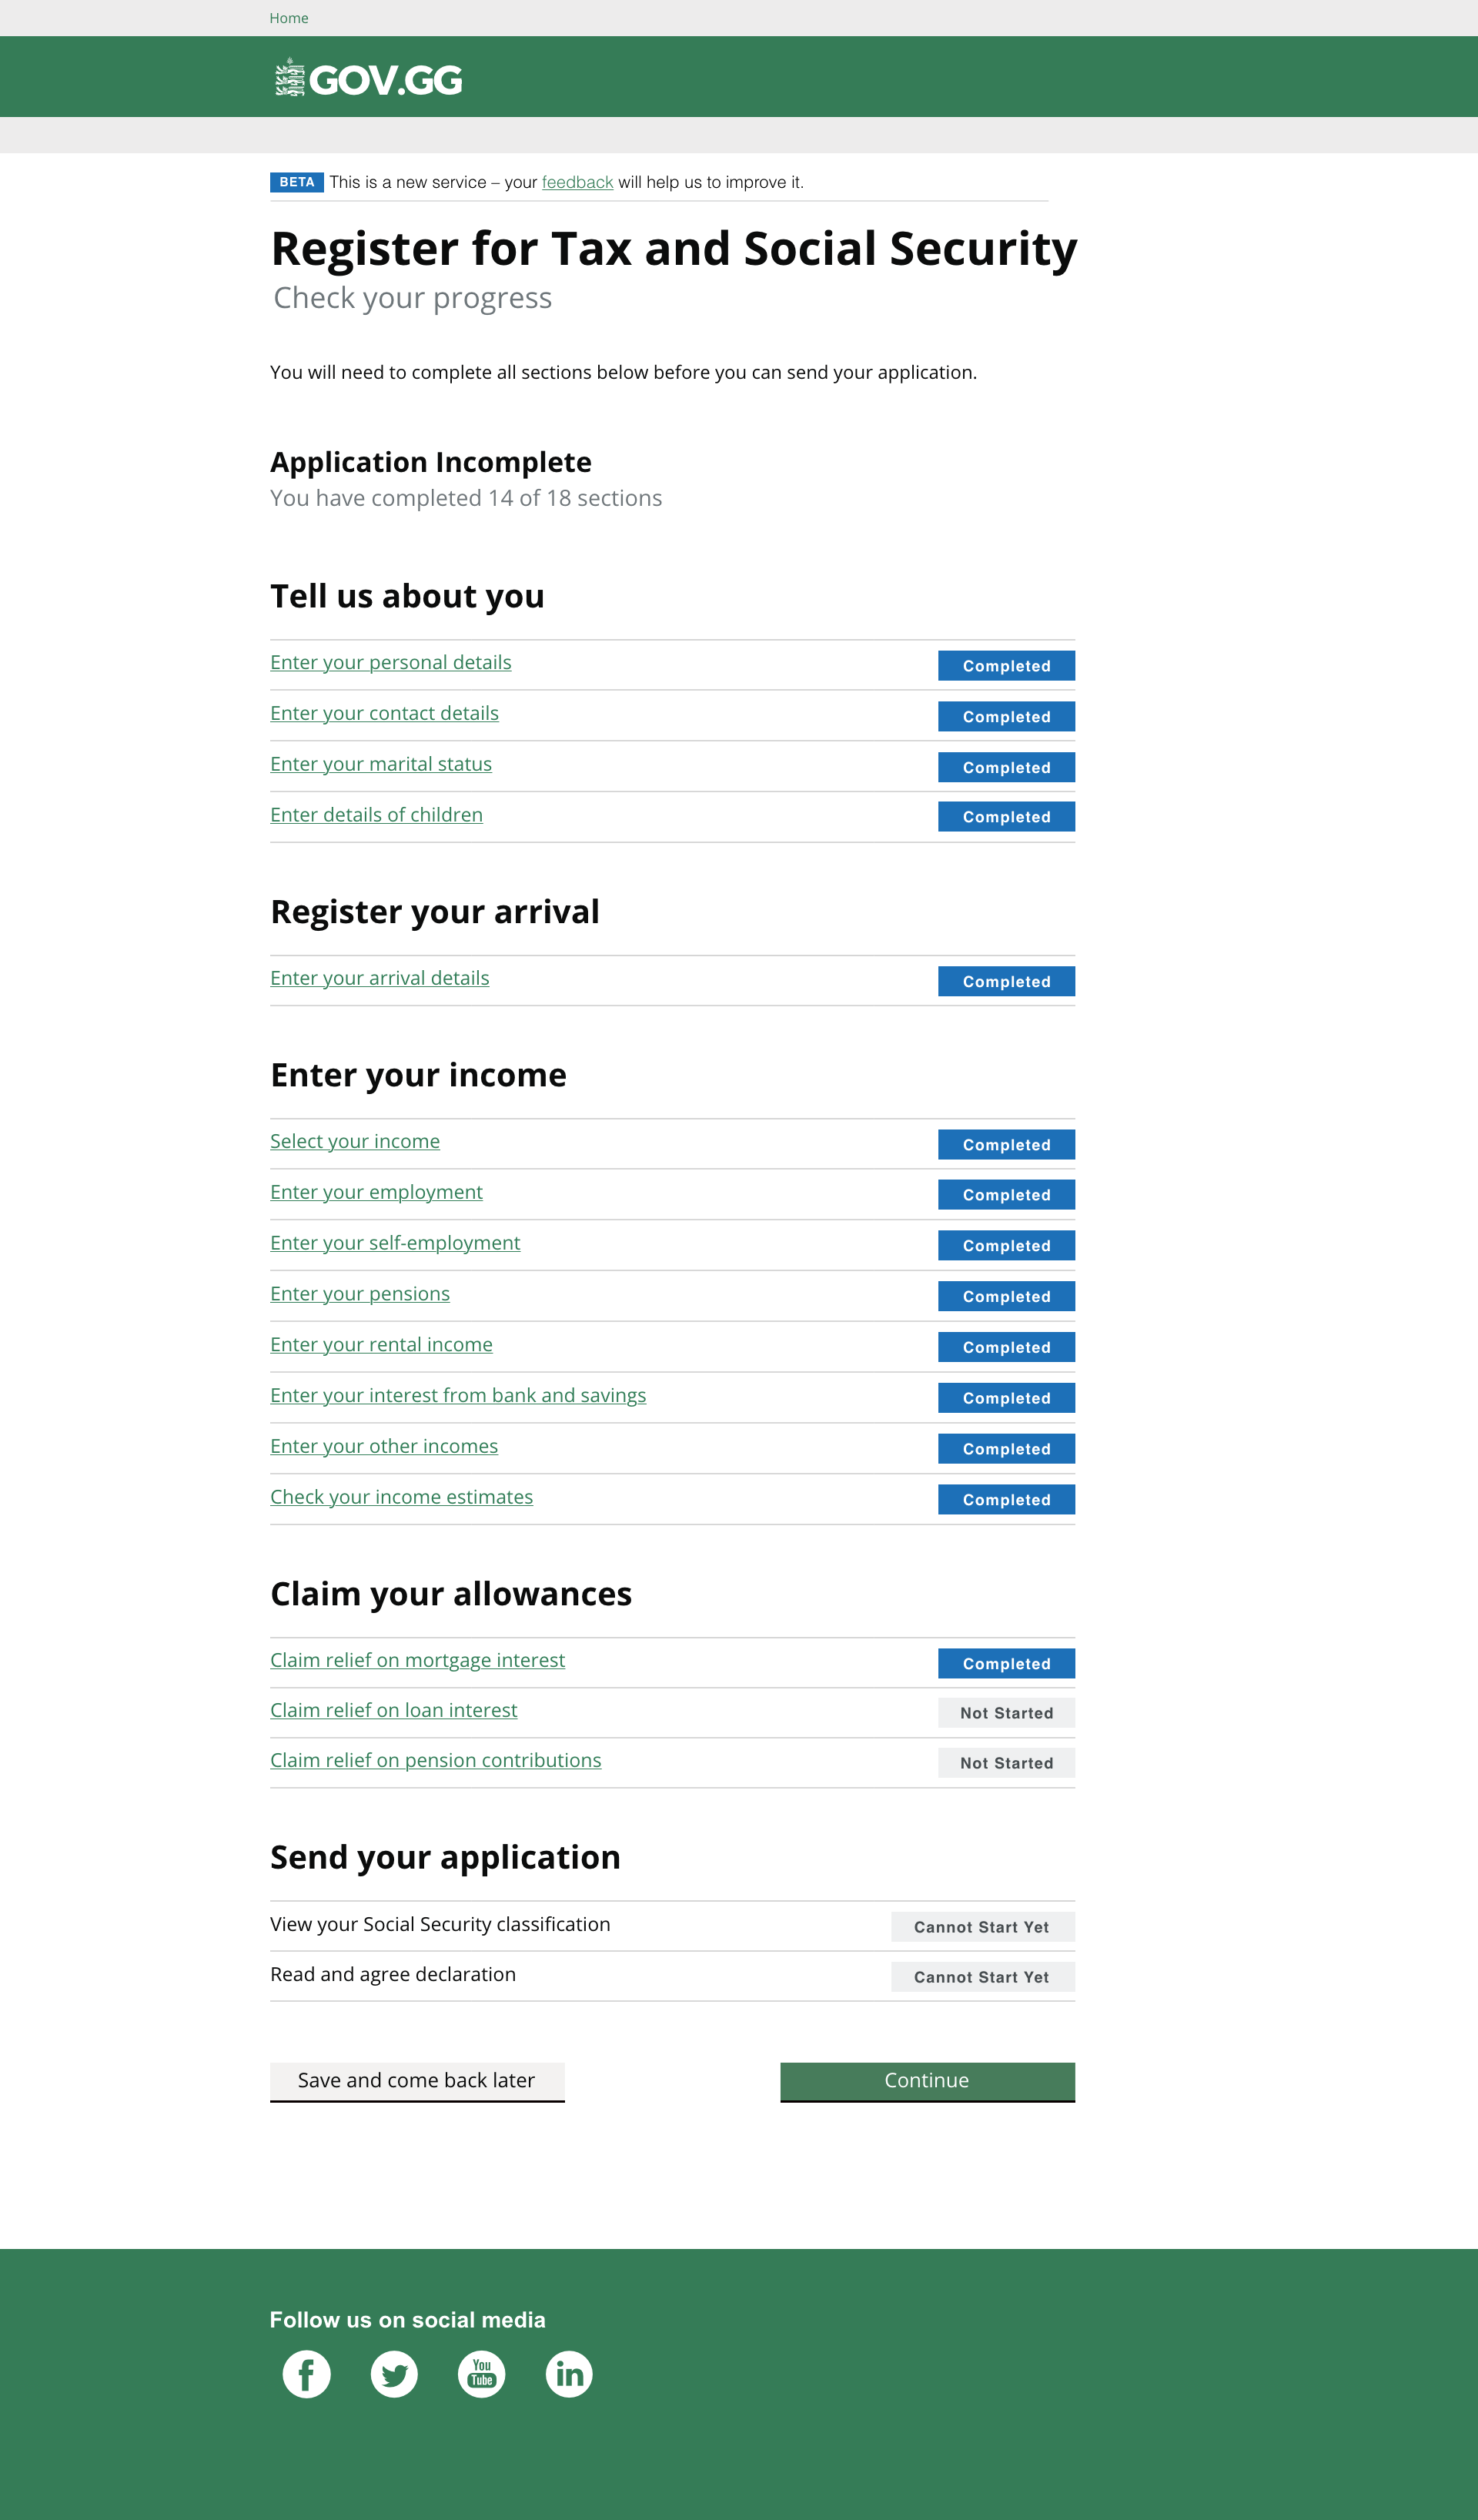 Home
GOV.GG
BETA This is a new service – your feedback will help us to improve it.
Register for Tax and Social Security
Check your progress
You will need to complete all sections below before you can send your application.
Application Incomplete
You have completed 14 of 18 sections
Tell us about you
Enter your personal details Completed
Enter your contact details Completed
Enter your marital status Completed
Enter details of children Completed
Register your arrival
Enter your arrival details Completed
Enter your income
Select your income Completed
Enter your employment Completed
Enter your self-employment Completed
Enter your pensions Completed
Enter your rental income Completed
Enter your interest from bank and savings Completed
Enter your other incomes Completed
Check your income estimates Completed
Claim your allowances
Claim relief on mortgage interest Completed
Claim relief on loan interest Not Started
Claim relief on pension contributions Not Started
Send your application
View your Social Security classification Cannot Start Yet
Read and agree declaration Cannot Start Yet
Save and come back later Continue
Follow us on social media
You
Tube
in